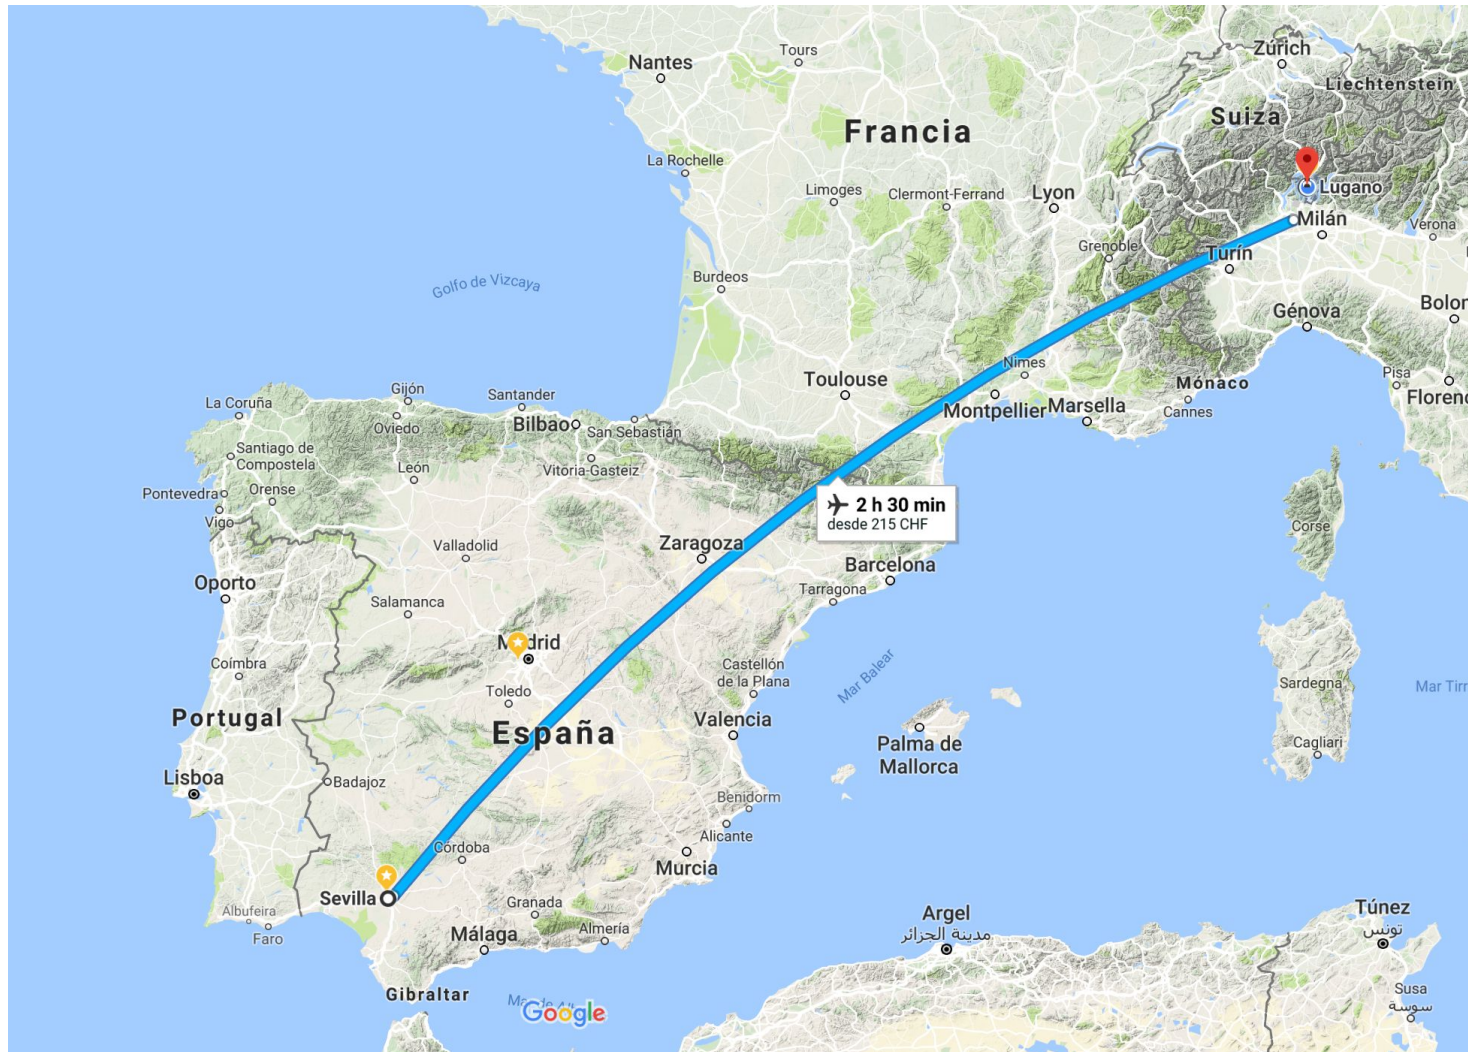 Tours
Zúrich
Nantes
Liechtenstein
Suiza
Francia
La Rochelle
Limoges
Clermont-Ferrand
Lyon
Lugano
Milán
Verona
Grenoble
Turín
Burdeos
Golfo de Vizcaya
Génova
Bolon
Nimes
Toulouse
Mónaco
Pisa
Cannes
Florenc
Montpellier
Marsella
Gijón
Santander
La Coruña
Oviedo
Bilbao
San Sebastián
Santiago de
Compostela
León
Vitoria-Gasteiz
Pontevedra
Orense
Vigo
2 h 30 min
desde 215 CHF
Corse
Valladolid
Zaragoza
Barcelona
Oporto
Tarragona
Salamanca
Madrid
Coímbra
Castellón
de la Plana
Mar Balear
Sardegna
Mar Tirr
Toledo
Portugal
España
Valencia
Palma de
Mallorca
Cagliari
Lisboa
Badajoz
Benidorm
Alicante
Córdoba
Murcia
Sevilla
Granada
Albufeira
Faro
Málaga
Almería
Argel
مدينة الجزائر
Túnez
تونس
Gibraltar
Susa
سوسة
Google